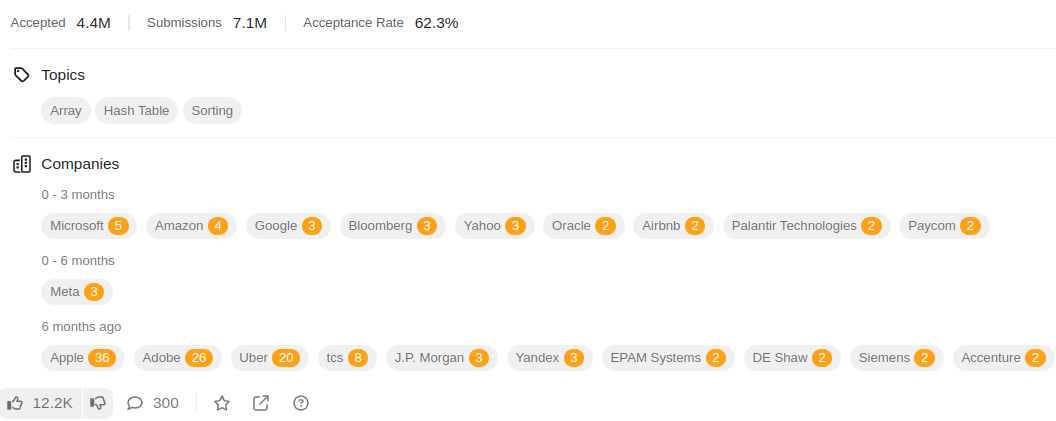 Accepted 4.4M Submissions 7.1M Acceptance Rate 62.3%
Topics
Array Hash Table Sorting
Companies
0 - 3 months
Microsoft 5 Amazon 4 Google 3 Bloomberg 3 Yahoo 3 Oracle 2 Airbnb 2 Palantir Technologies 2 Paycom 2
0 - 6 months
Meta 3
6 months ago
Apple 36 Adobe 26 Uber 20 tcs 8 J.P. Morgan 3 Yandex 3 EPAM Systems 2 DE Shaw 2 Siemens 2 Accenture 2
12.2K 300